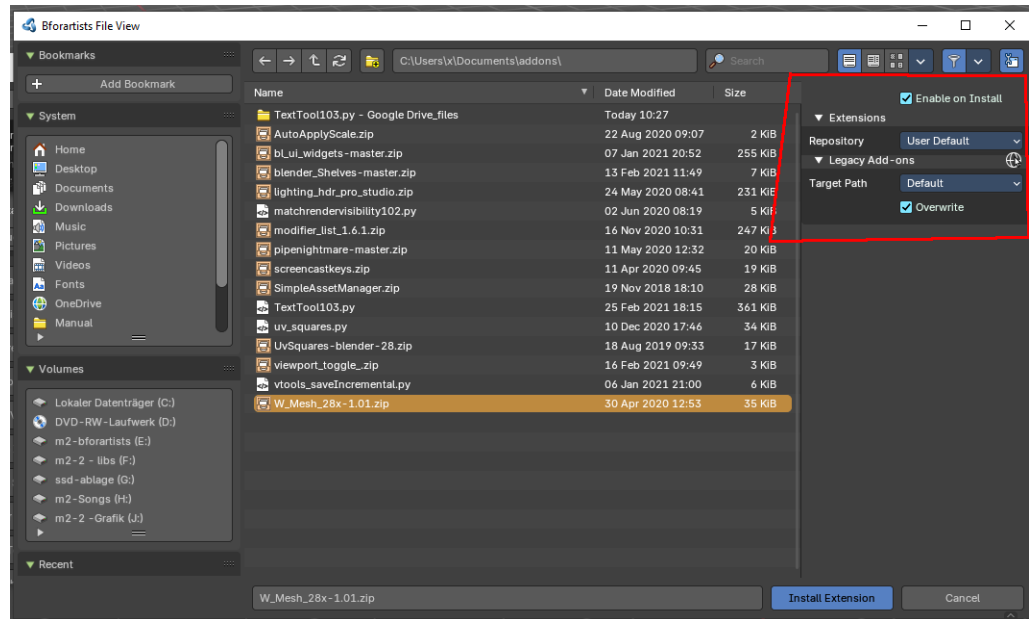 Bforartists File View
Bookmarks
Add Bookmark
System
Home
Desktop
Documents
Downloads
Music
Pictures
Videos
Fonts
OneDrive
Manual
Volumes
Lokaler Datenträger (C:)
DVD-RW-Laufwerk (D:)
m2-bforartists (E:)
m2-2 - libs (F:)
ssd-ablage (G:)
m2-Songs (H:)
m2-2 -Grafik (J:)
Recent
C:\Users\x\Documents\addons\ Search
Name Date Modified Size
TextTool103.py - Google Drive_files Today 10:27
AutoApplyScale.zip 22 Aug 2020 09:07 2 KiB
bl_ui_widgets-master.zip 07 Jan 2021 20:52 255 KiB
blender_Shelves-master.zip 13 Feb 2021 11:49 7 KiB
lighting_hdr_pro_studio.zip 24 May 2020 08:41 231 KiB
matchrendervisibility102.py 02 Jun 2020 08:19 5 KiB
modifier_list_1.6.1.zip 16 Nov 2020 10:31 247 KiB
pipenightmare-master.zip 11 May 2020 12:32 20 KiB
screencastkeys.zip 11 Apr 2020 09:45 19 KiB
SimpleAssetManager.zip 19 Nov 2018 18:10 28 KiB
TextTool103.py 25 Feb 2021 18:15 361 KiB
uv_squares.py 10 Dec 2020 17:46 34 KiB
UvSquares-blender-28.zip 18 Aug 2019 09:33 17 KiB
viewport_toggle_.zip 16 Feb 2021 09:49 3 KiB
vtools_saveIncremental.py 06 Jan 2021 21:00 6 KiB
W_Mesh_28x-1.01.zip 30 Apr 2020 12:53 35 KiB
Enable on Install
Extensions
Repository User Default
Legacy Add-ons
Target Path Default
Overwrite
W_Mesh_28x-1.01.zip Install Extension Cancel